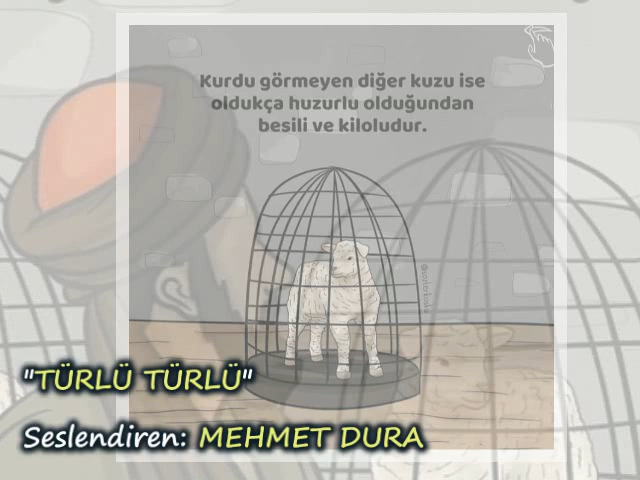 Kurdu görmeyen diğer kuzu ise
oldukça huzurlu olduğundan
besili ve kiloludur.
"TÜRLÜ TÜRLÜ"
Seslendiren: MEHMET DURA